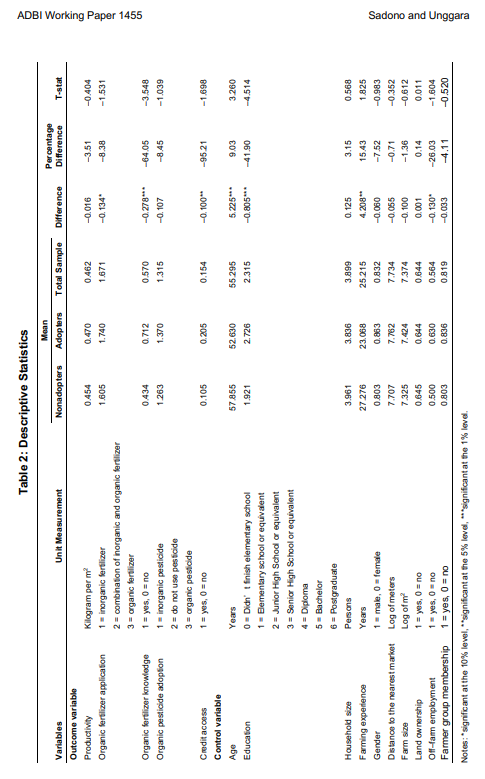 ADBI Working Paper 1455 Sadono and Unggara
Table 2: Descriptive Statistics
Mean
Variables Unit Measurement Nonadopters Adopters Total Sample Difference Percentage Difference T-stat
Outcome variable
Productivity Kilogram per m² 0.454 0.470 0.462 –0.016 –3.51 –0.404
Organic fertilizer application 1 = inorganic fertilizer 1.605 1.740 1.671 –0.134* –8.38 –1.531
2 = combination of inorganic and organic fertilizer
3 = organic fertilizer
Organic fertilizer knowledge 1 = yes, 0 = no 0.434 0.712 0.570 –0.278*** –64.05 –3.548
Organic pesticide adoption 1 = inorganic pesticide 1.263 1.370 1.315 –0.107 –8.45 –1.039
2 = do not use pesticide
3 = organic pesticide
Credit access 1 = yes, 0 = no 0.105 0.205 0.154 –0.100** –95.21 –1.698
Control variable
Age Years 57.855 52.630 55.295 5.225*** 9.03 3.260
Education 0 = Didn't finish elementary school 1.921 2.726 2.315 –0.805*** –41.90 –4.514
1 = Elementary school or equivalent
2 = Junior High School or equivalent
3 = Senior High School or equivalent
4 = Diploma
5 = Bachelor
6 = Postgraduate
Household size Persons 3.961 3.836 3.899 0.125 3.15 0.568
Farming experience Years 27.276 23.068 25.215 4.208** 15.43 1.825
Gender 1 = male, 0 = female 0.803 0.863 0.832 –0.060 –7.52 –0.983
Distance to the nearest market Log of meters 7.707 7.762 7.734 –0.055 –0.71 –0.352
Farm size Log of m² 7.325 7.424 7.374 –0.100 –1.36 –0.612
Land ownership 1 = yes, 0 = no 0.645 0.644 0.644 0.001 0.14 0.011
Off-farm employment 1 = yes, 0 = no 0.500 0.630 0.564 –0.130* –26.03 –1.604
Farmer group membership 1 = yes, 0 = no 0.803 0.836 0.819 –0.033 –4.11 –0.520
Notes: *significant at the 10% level, **significant at the 5% level, ***significant at the 1% level.